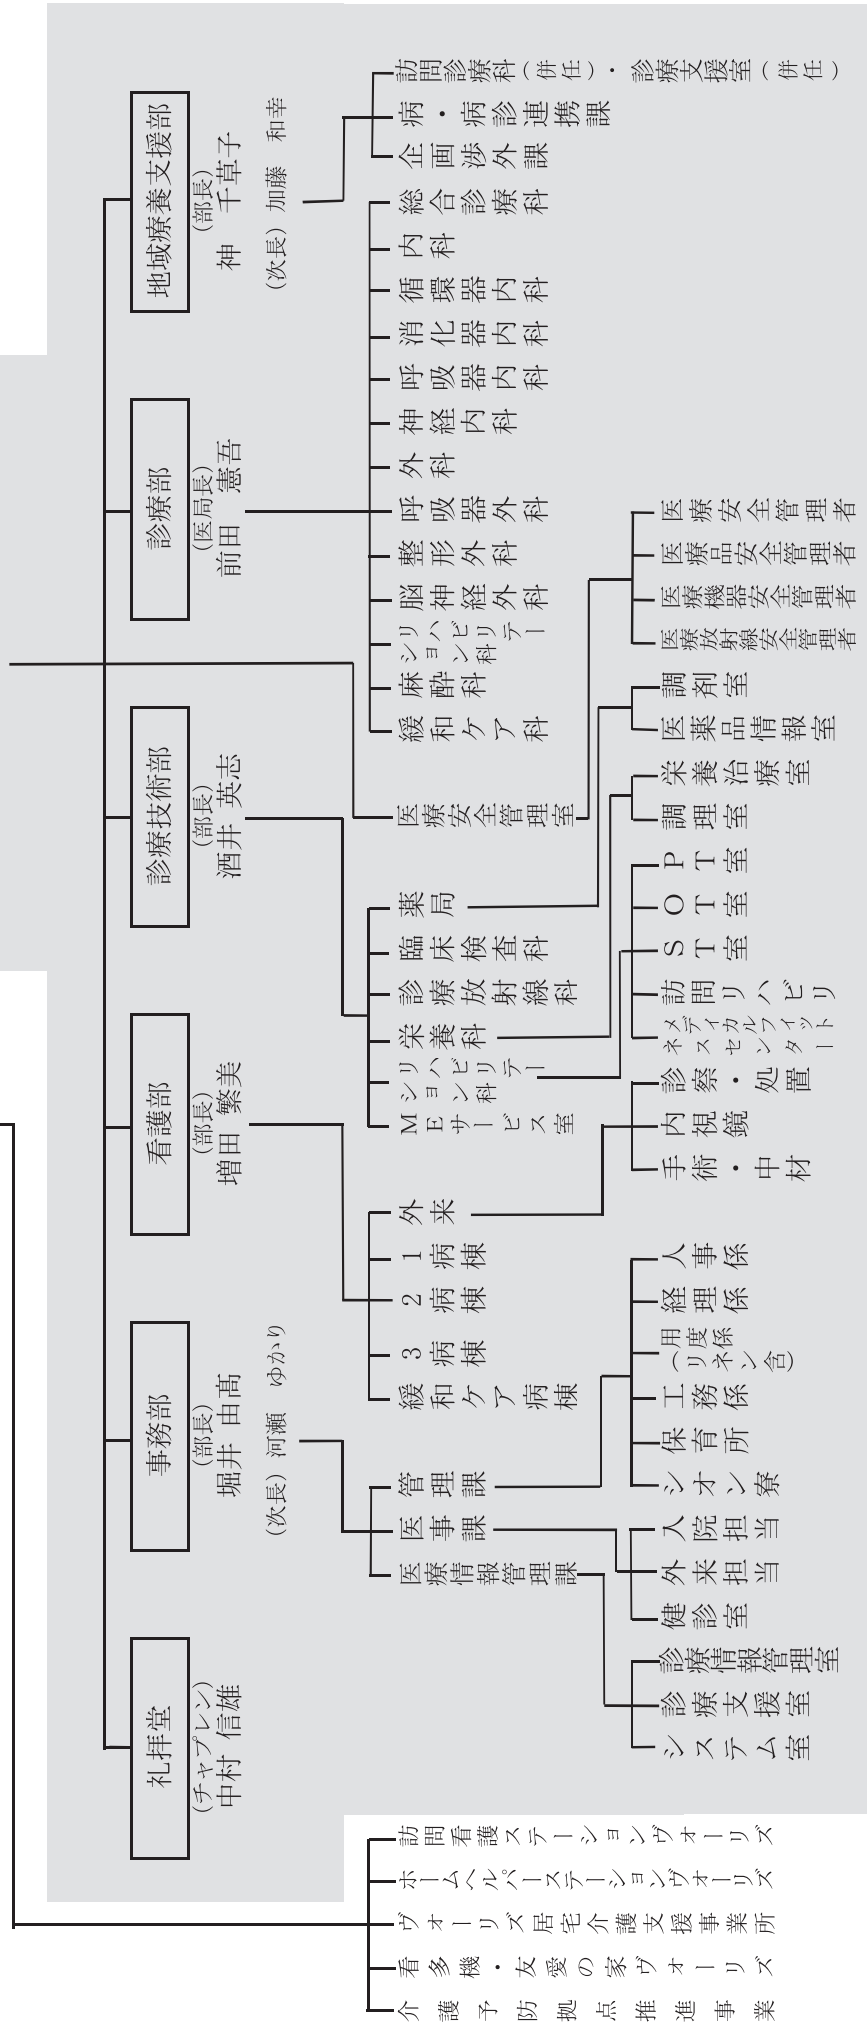 礼拝堂
(チャプレン)
中村 信雄
事務部
(部長)
堀井 由髙
(次長) 河瀬 ゆかり
看護部
(部長)
増田 繁美
診療技術部
(部長)
酒井 英志
診療部
(医局長)
前田 憲吾
地域療養支援部
(部長)
神 千草子
(次長) 加藤 和幸
訪問診療科(併任)・診療支援室(併任)
病・病診連携課
企画渉外課
総合診療科
内科
循環器内科
消化器内科
呼吸器内科
神経内科
外科
呼吸器外科
整形外科
脳神経外科
リハビリテー
ション科
麻酔科
緩和ケア科
医療安全管理室
医療安全管理者
医療品安全管理者
医療機器安全管理者
医療放射線安全管理者
薬局
臨床検査科
診療放射線科
栄養科
リハビリテー
ション科
MEサービス室
調剤室
医薬品情報室
栄養治療室
調理室
PT室
OT室
ST室
訪問リハビリ
メディカルフィット
ネスセンター
外来
1病棟
2病棟
3病棟
緩和ケア病棟
診察・処置
内視鏡
手術・中材
管理課
医事課
医療情報管理課
人事係
経理係
用度係
(リネン含)
工務係
保育所
シオン寮
入院担当
外来担当
健診室
診療情報管理室
診療支援室
システム室
訪問看護ステーションヴォーリズ
ホームヘルパーステーションヴォーリズ
ヴォーリズ居宅介護支援事業所
看多機・友愛の家ヴォーリズ
介護予防拠点推進事業